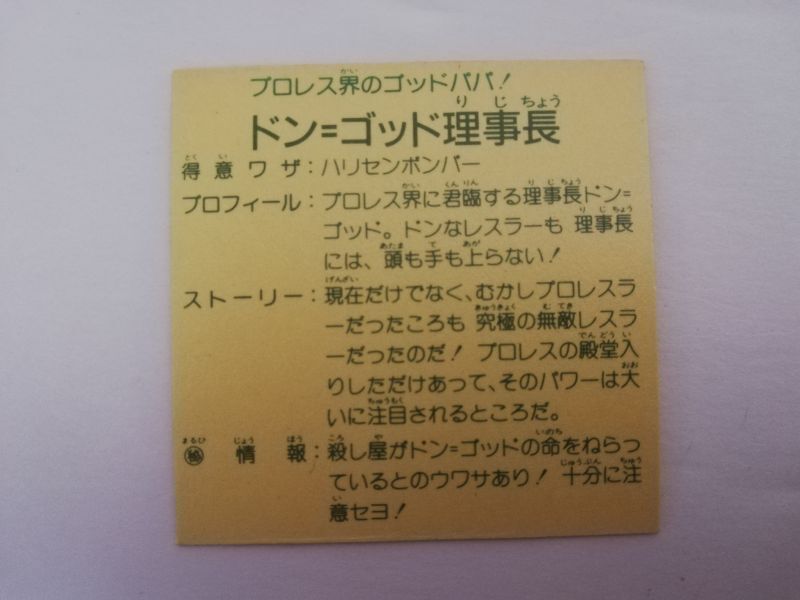 プロレス界のゴッドパパ!
ドン=ゴッド理事長
得意ワザ:ハリセンボンバー
プロフィール:プロレス界に君臨する理事長ドン=
ゴッド。ドンなレスラーも 理事長
には、頭も手も上らない!
ストーリー:現在だけでなく、むかしプロレスラ
ーだったころも 究極の無敵レスラ
ーだったのだ! プロレスの殿堂入
りしただけあって、そのパワーは大
いに注目されるところだ。
㊙情報:殺し屋がドン=ゴッドの命をねらっ
ているとのウワサあり! 十分に注
意セヨ!